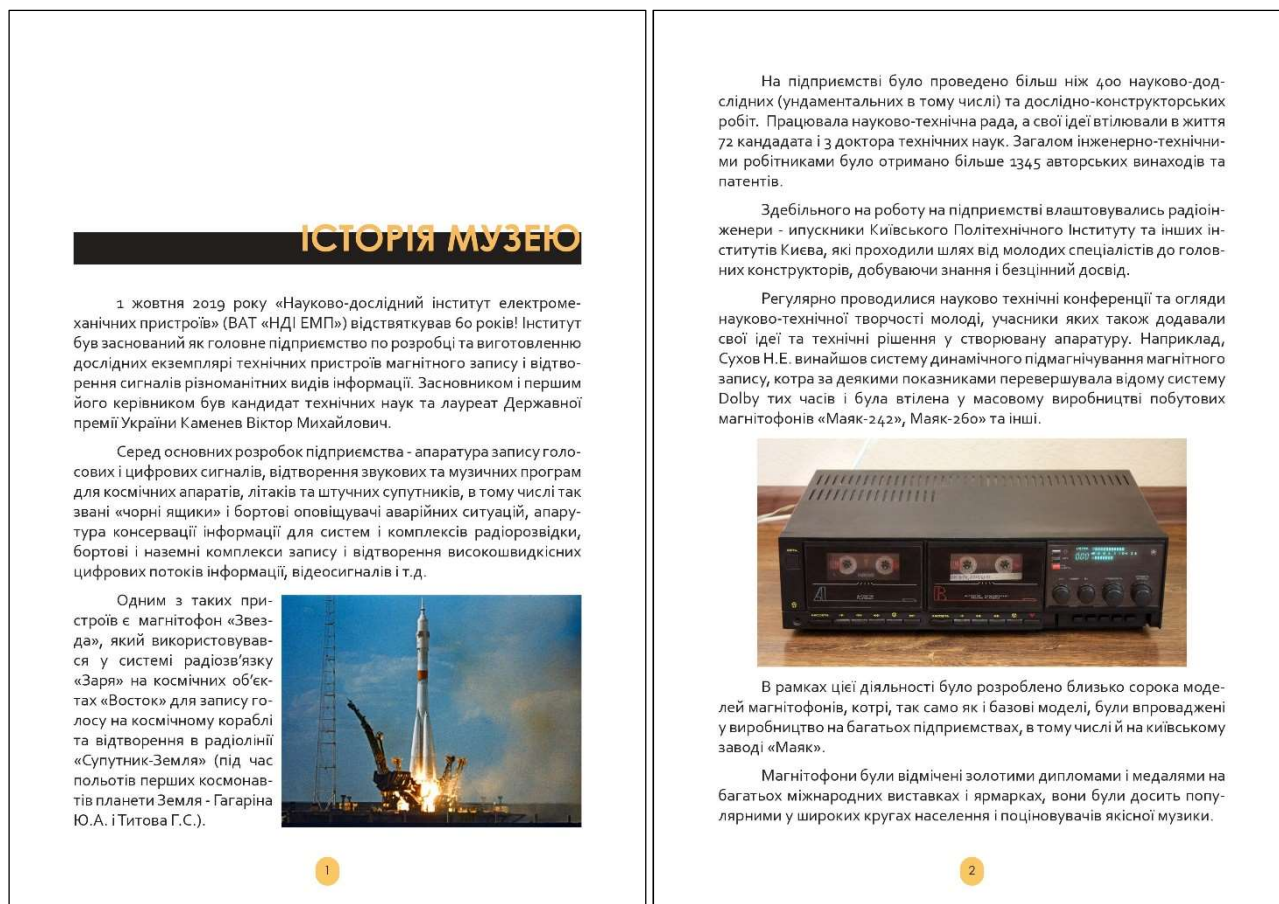 ІСТОРІЯ МУЗЕЮ
1 жовтня 2019 року «Науково-дослідний інститут електроме-
ханічних пристроїв» (ВАТ «НДІ ЕМП») відствяткував 60 років! Інститут
був заснований як головне підприємство по розробці та виготовленню
дослідних екземплярі технічних пристроїв магнітного запису і відтво-
рення сигналів різноманітних видів інформації. Засновником і першим
його керівником був кандидат технічних наук та лауреат Державної
премії України Каменев Віктор Михайлович.
Серед основних розробок підприємства - апаратура запису голо-
сових і цифрових сигналів, відтворення звукових та музичних програм
для космічних апаратів, літаків та штучних супутників, в тому числі так
звані «чорні ящики» і бортові оповіщувачі аварійних ситуацій, апару-
тура консервації інформації для систем і комплексів радіорозвідки,
бортові і наземні комплекси запису і відтворення високошвидкісних
цифрових потоків інформації, відеосигналів і т.д.
Одним з таких при-
строїв є магнітофон «Звез-
да», який використовував-
ся у системі радіозв’язку
«Заря» на космічних об’єк-
тах «Восток» для запису го-
лосу на космічному кораблі
та відтворення в радіолінії
«Супутник-Земля» (під час
польотів перших космонав-
тів планети Земля - Гагаріна
Ю.А. і Титова Г.С.).
1
На підприємстві було проведено більш ніж 400 науково-дод-
слідних (ундаментальних в тому числі) та дослідно-конструкторських
робіт. Працювала науково-технічна рада, а свої ідеї втілювали в життя
72 кандадата і 3 доктора технічних наук. Загалом інженерно-технічни-
ми робітниками було отримано більше 1345 авторських винаходів та
патентів.
Здебільного на роботу на підприємстві влаштовувались радіоін-
женери - ипускники Київського Політехнічного Інституту та інших ін-
ститутів Києва, які проходили шлях від молодих спеціалістів до голов-
них конструкторів, добуваючи знання і безцінний досвід.
Регулярно проводилися науково технічні конференції та огляди
науково-технічної творчості молоді, учасники яких також додавали
свої ідеї та технічні рішення у створювану апаратуру. Наприклад,
Сухов Н.Е. винайшов систему динамічного підмагнічування магнітного
запису, котра за деякими показниками перевершувала відому систему
Dolby тих часів і була втілена у масовому виробництві побутових
магнітофонів «Маяк-242», Маяк-260» та інші.
В рамках цієї діяльності було розроблено близько сорока моде-
лей магнітофонів, котрі, так само як і базові моделі, були впроваджені
у виробництво на багатьох підприємствах, в тому числі й на київському
заводі «Маяк».
Магнітофони були відмічені золотими дипломами і медалями на
багатьох міжнародних виставках і ярмарках, вони були досить попу-
лярними у широких кругах населення і поціновувачів якісної музики.
2